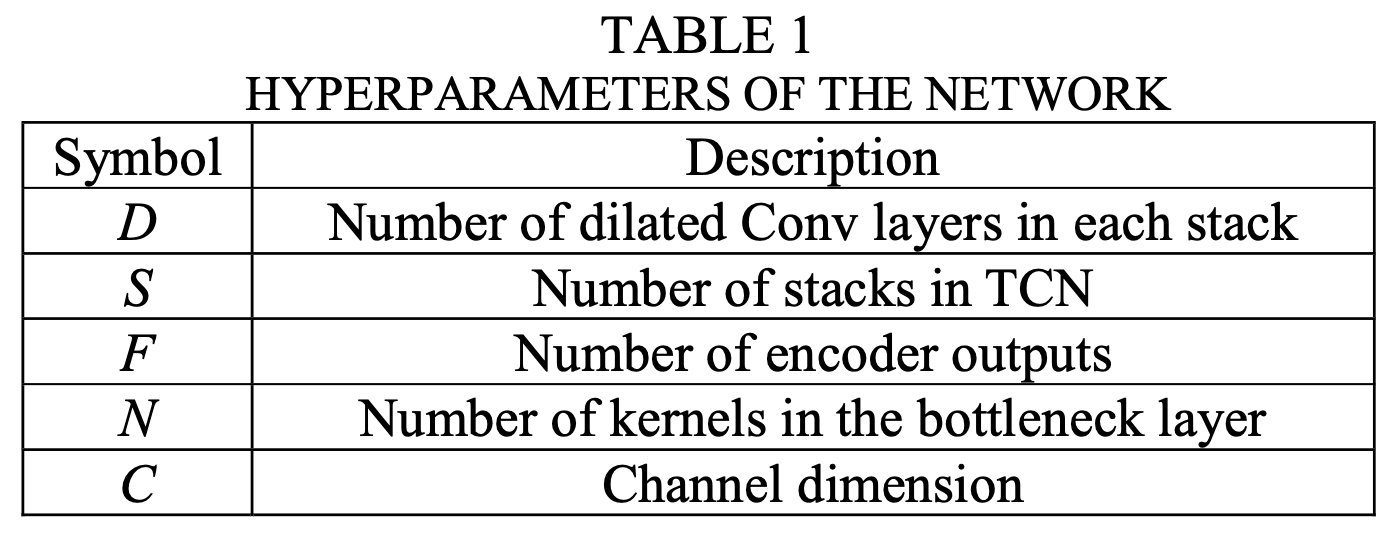 TABLE 1
HYPERPARAMETERS OF THE NETWORK
Symbol Description
D Number of dilated Conv layers in each stack
S Number of stacks in TCN
F Number of encoder outputs
N Number of kernels in the bottleneck layer
C Channel dimension